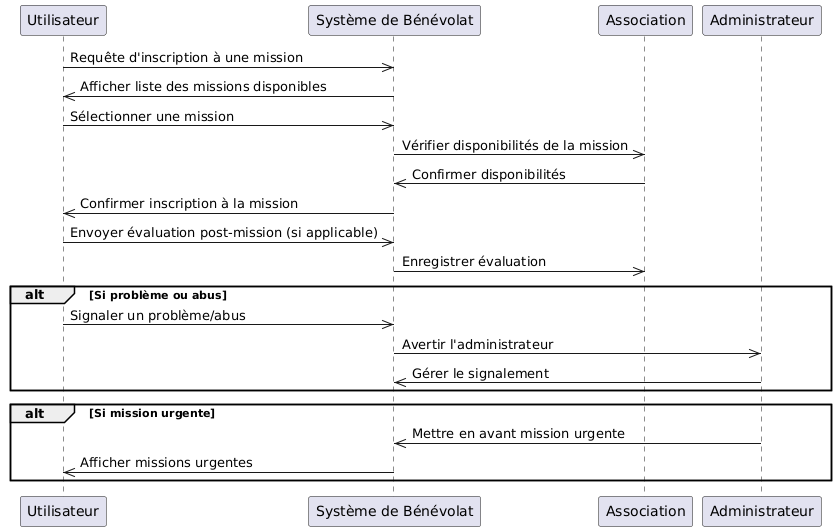 Utilisateur
Système de Bénévolat
Association
Administrateur
Requête d'inscription à une mission
Afficher liste des missions disponibles
Sélectionner une mission
Vérifier disponibilités de la mission
Confirmer disponibilités
Confirmer inscription à la mission
Envoyer évaluation post-mission (si applicable)
Enregistrer évaluation
alt [Si problème ou abus]
Signaler un problème/abus
Avertir l'administrateur
Gérer le signalement
alt [Si mission urgente]
Mettre en avant mission urgente
Afficher missions urgentes
Utilisateur
Système de Bénévolat
Association
Administrateur